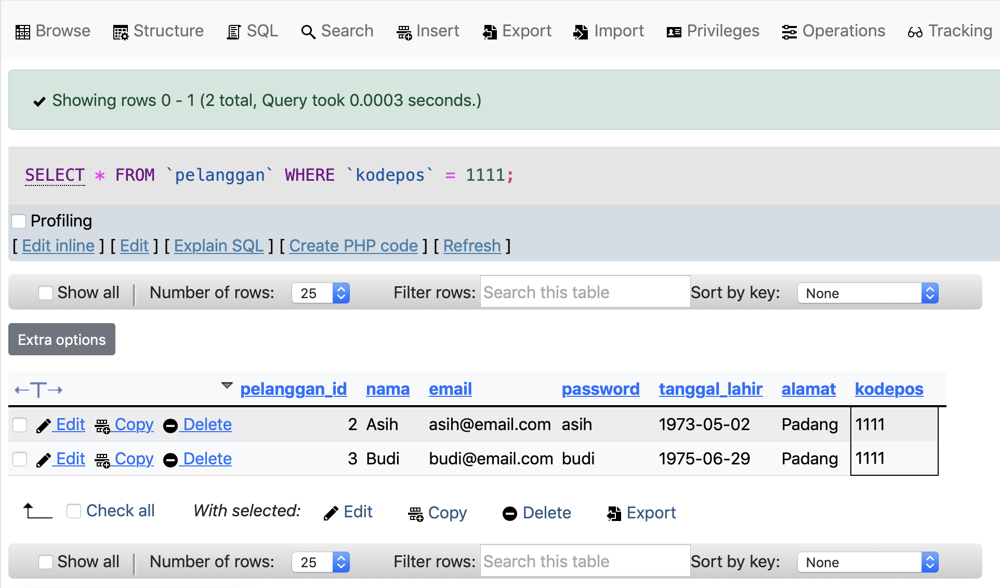 Browse Structure SQL Search Insert Export Import Privileges Operations Tracking
Showing rows 0 - 1 (2 total, Query took 0.0003 seconds.)
SELECT * FROM `pelanggan` WHERE `kodepos` = 1111;
Profiling
[ Edit inline ] [ Edit ] [ Explain SQL ] [ Create PHP code ] [ Refresh ]
Show all | Number of rows: 25 Filter rows: Search this table Sort by key: None
Extra options
←T→ pelanggan_id nama email password tanggal_lahir alamat kodepos
Edit Copy Delete 2 Asih asih@email.com asih 1973-05-02 Padang 1111
Edit Copy Delete 3 Budi budi@email.com budi 1975-06-29 Padang 1111
Check all With selected: Edit Copy Delete Export
Show all | Number of rows: 25 Filter rows: Search this table Sort by key: None